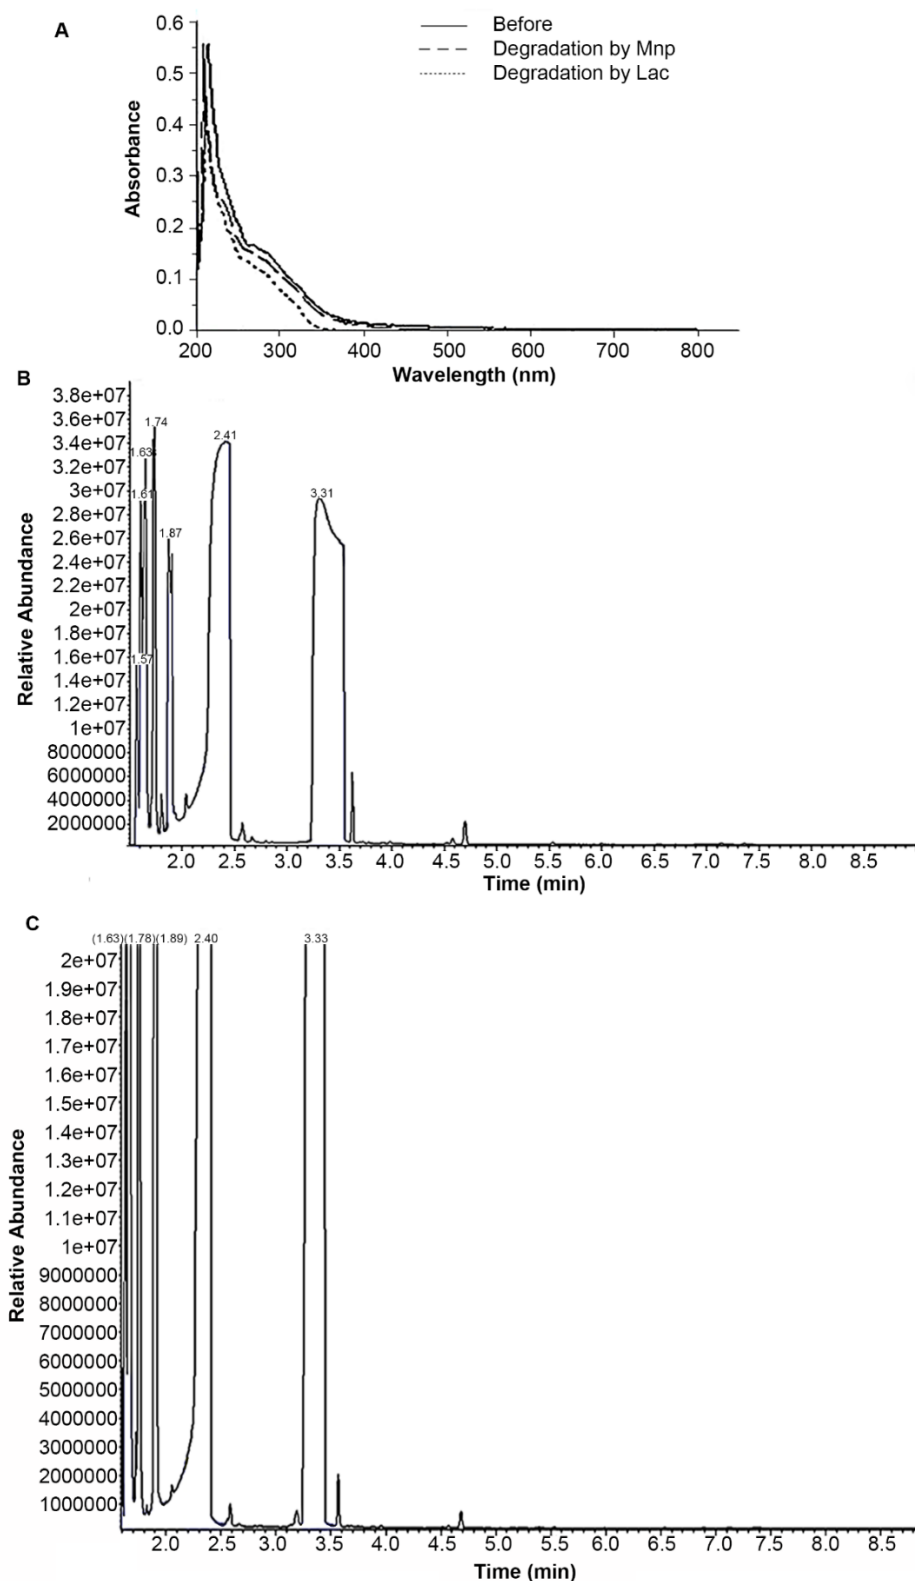 A
Before
Degradation by Mnp
Degradation by Lac
0.6
0.5
0.4
0.3
0.2
0.1
0.0
Absorbance
200 300 400 500 600 700 800
Wavelength (nm)
B
3.8e+07
3.6e+07
3.4e+07
3.2e+07
3e+07
2.8e+07
2.6e+07
2.4e+07
2.2e+07
2e+07
1.8e+07
1.6e+07
1.4e+07
1.2e+07
1e+07
8000000
6000000
4000000
2000000
Relative Abundance
1.74
1.63
1.61
1.87
1.57
2.41
3.31
2.0 2.5 3.0 3.5 4.0 4.5 5.0 5.5 6.0 6.5 7.0 7.5 8.0 8.5
Time (min)
C
(1.63)(1.78)(1.89) 2.40 3.33
2e+07
1.9e+07
1.8e+07
1.7e+07
1.6e+07
1.5e+07
1.4e+07
1.3e+07
1.2e+07
1.1e+07
1e+07
9000000
8000000
7000000
6000000
5000000
4000000
3000000
2000000
1000000
Relative Abundance
2.0 2.5 3.0 3.5 4.0 4.5 5.0 5.5 6.0 6.5 7.0 7.5 8.0 8.5
Time (min)